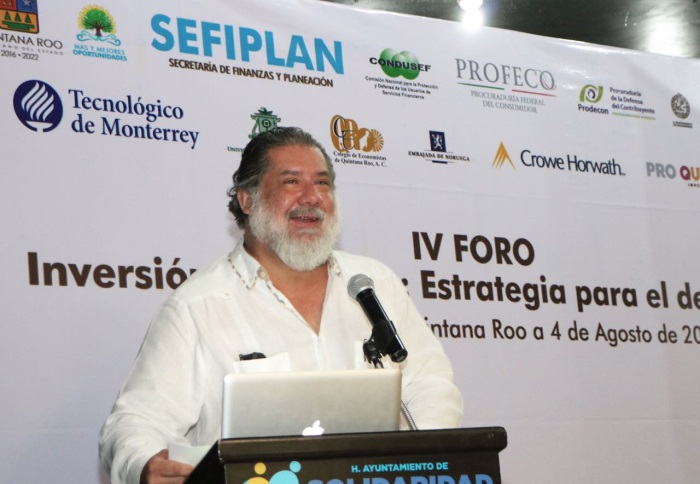 NTANA ROO
2016 - 2022
MÁS Y MEJORES
OPORTUNIDADES
SEFIPLAN
SECRETARÍA DE FINANZAS Y PLANEACIÓN
CONDUSEF
Comisión Nacional para la Protección
y Defensa de los Usuarios de
Servicios Financieros
PROFECO
PROCURADURÍA FEDERAL
DEL CONSUMIDOR
Prodecon
Procuraduría
de la Defensa
del Contribuyente
Tecnológico
de Monterrey
UNIV
Colegio de Economistas
de Quintana Roo, A. C.
EMBAJADA DE NORUEGA
Crowe Horwath
PRO QU
IV FORO
Inversión : Estrategia para el de
intana Roo a 4 de Agosto de 20
H. AYUNTAMIENTO DE
SOLIDARIDAD